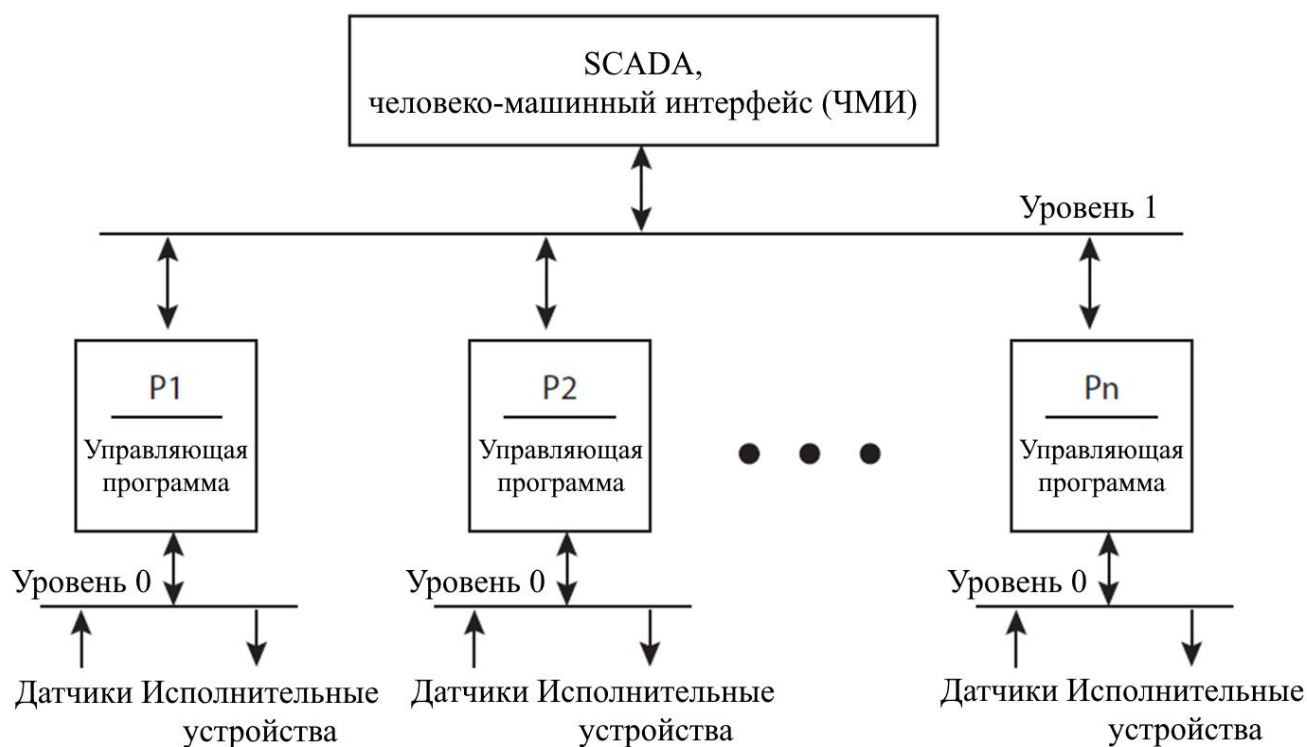 SCADA,
человеко-машинный интерфейс (ЧМИ)
Уровень 1
P1
Управляющая
программа
P2
Управляющая
программа
Pn
Управляющая
программа
Уровень 0
Уровень 0
Уровень 0
Датчики Исполнительные
устройства
Датчики Исполнительные
устройства
Датчики Исполнительные
устройства